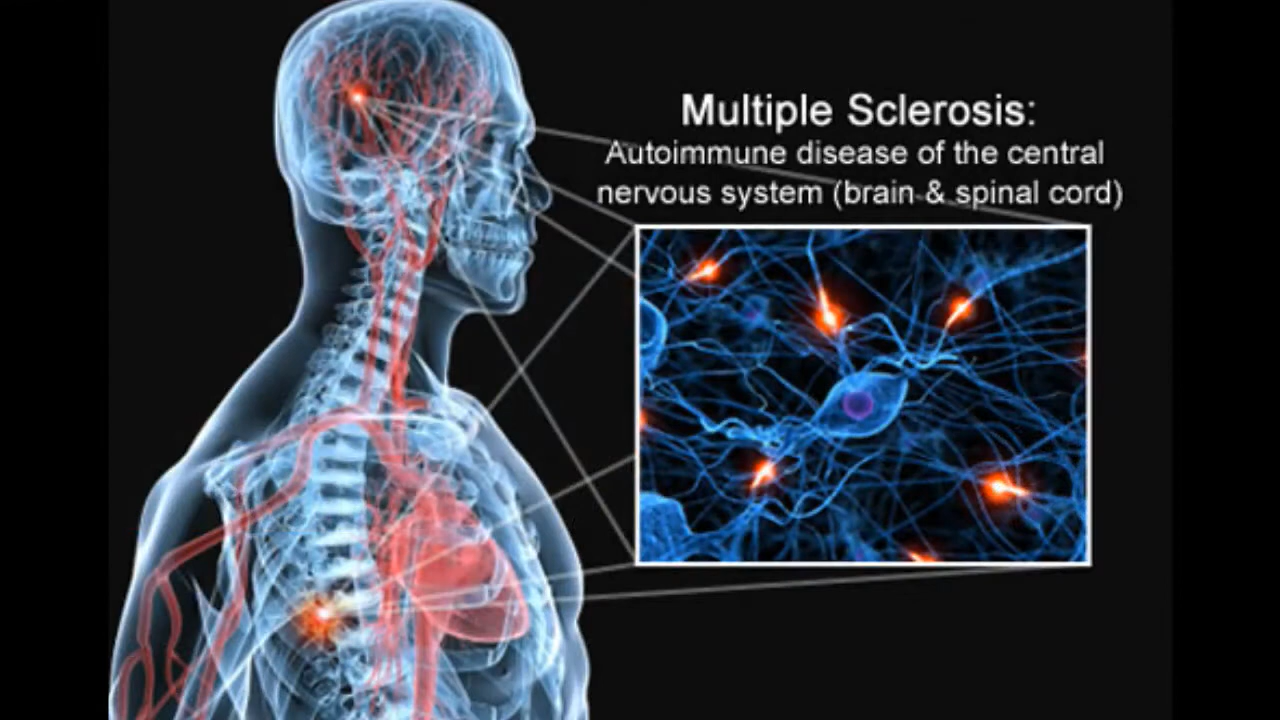 Multiple Sclerosis:
Autoimmune disease of the central
nervous system (brain & spinal cord)